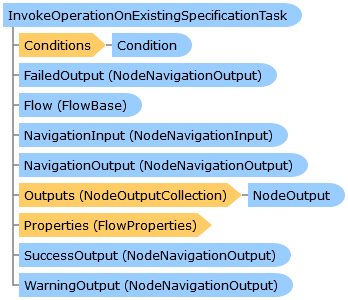 InvokeOperationOnExistingSpecificationTask
Conditions Condition
FailedOutput (NodeNavigationOutput)
Flow (FlowBase)
NavigationInput (NodeNavigationInput)
NavigationOutput (NodeNavigationOutput)
Outputs (NodeOutputCollection) NodeOutput
Properties (FlowProperties)
SuccessOutput (NodeNavigationOutput)
WarningOutput (NodeNavigationOutput)